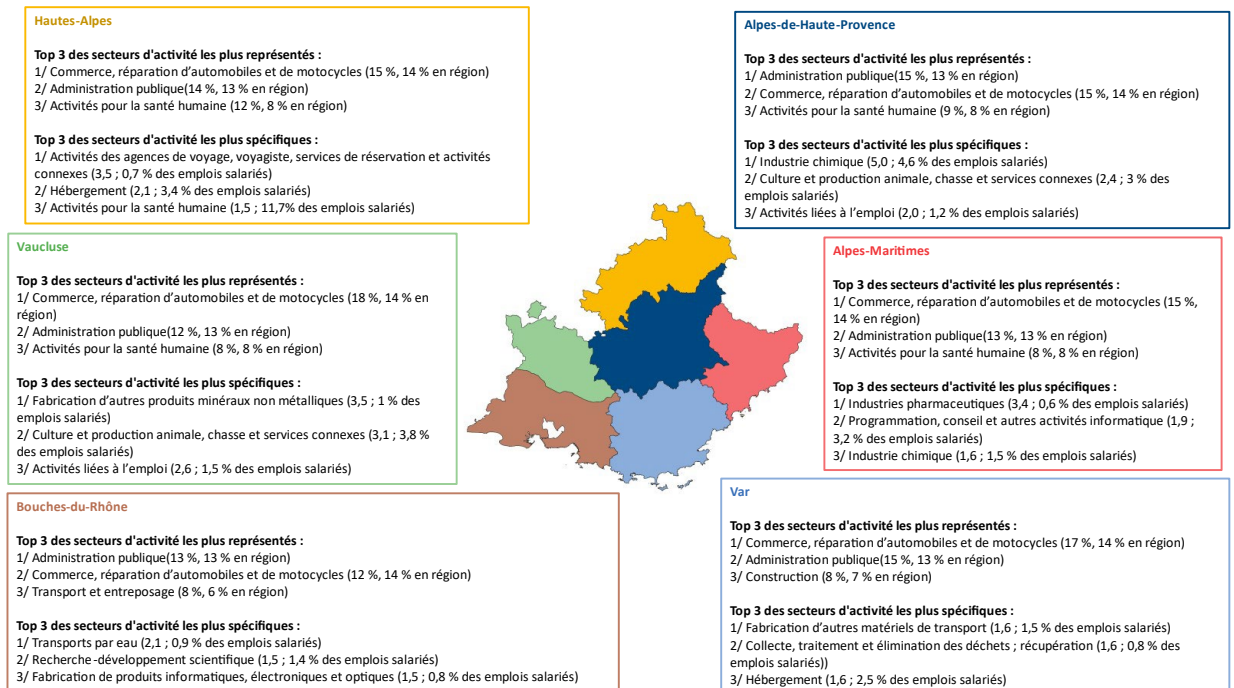 Hautes-Alpes
Top 3 des secteurs d'activité les plus représentés :
1/ Commerce, réparation d'automobiles et de motocycles (15 %, 14 % en région)
2/ Administration publique(14 %, 13 % en région)
3/ Activités pour la santé humaine (12 %, 8 % en région)
Top 3 des secteurs d'activité les plus spécifiques :
1/ Activités des agences de voyage, voyagiste, services de réservation et activités
connexes (3,5 ; 0,7 % des emplois salariés)
2/ Hébergement (2,1 ; 3,4 % des emplois salariés)
3/ Activités pour la santé humaine (1,5 ; 11,7% des emplois salariés)
Alpes-de-Haute-Provence
Top 3 des secteurs d'activité les plus représentés :
1/ Administration publique(15 %, 13 % en région)
2/ Commerce, réparation d'automobiles et de motocycles (15 %, 14 % en région)
3/ Activités pour la santé humaine (9 %, 8 % en région)
Top 3 des secteurs d'activité les plus spécifiques :
1/ Industrie chimique (5,0 ; 4,6 % des emplois salariés)
2/ Culture et production animale, chasse et services connexes (2,4 ; 3 % des
emplois salariés)
3/ Activités liées à l'emploi (2,0 ; 1,2 % des emplois salariés)
Vaucluse
Top 3 des secteurs d'activité les plus représentés :
1/ Commerce, réparation d'automobiles et de motocycles (18 %, 14 % en
région)
2/ Administration publique(12 %, 13 % en région)
3/ Activités pour la santé humaine (8 %, 8 % en région)
Top 3 des secteurs d'activité les plus spécifiques :
1/ Fabrication d'autres produits minéraux non métalliques (3,5 ; 1 % des
emplois salariés)
2/ Culture et production animale, chasse et services connexes (3,1 ; 3,8 %
des emplois salariés)
3/ Activités liées à l'emploi (2,6 ; 1,5 % des emplois salariés)
Alpes-Maritimes
Top 3 des secteurs d'activité les plus représentés :
1/ Commerce, réparation d'automobiles et de motocycles (15 %,
14 % en région)
2/ Administration publique(13 %, 13 % en région)
3/ Activités pour la santé humaine (8 %, 8 % en région)
Top 3 des secteurs d'activité les plus spécifiques :
1/ Industries pharmaceutiques (3,4 ; 0,6 % des emplois salariés)
2/ Programmation, conseil et autres activités informatique (1,9 ;
3,2 % des emplois salariés)
3/ Industrie chimique (1,6 ; 1,5 % des emplois salariés)
Bouches-du-Rhône
Top 3 des secteurs d'activité les plus représentés :
1/ Administration publique(13 %, 13 % en région)
2/ Commerce, réparation d'automobiles et de motocycles (12 %, 14 % en région)
3/ Transport et entreposage (8 %, 6 % en région)
Top 3 des secteurs d'activité les plus spécifiques :
1/ Transports par eau (2,1 ; 0,9 % des emplois salariés)
2/ Recherche-développement scientifique (1,5 ; 1,4 % des emplois salariés)
3/ Fabrication de produits informatiques, électroniques et optiques (1,5 ; 0,8 % des emplois salariés)
Var
Top 3 des secteurs d'activité les plus représentés :
1/ Commerce, réparation d'automobiles et de motocycles (17 %, 14 % en région)
2/ Administration publique(15 %, 13 % en région)
3/ Construction (8 %, 7 % en région)
Top 3 des secteurs d'activité les plus spécifiques :
1/ Fabrication d'autres matériels de transport (1,6 ; 1,5 % des emplois salariés)
2/ Collecte, traitement et élimination des déchets ; récupération (1,6 ; 0,8 % des
emplois salariés))
3/ Hébergement (1,6 ; 2,5 % des emplois salariés)